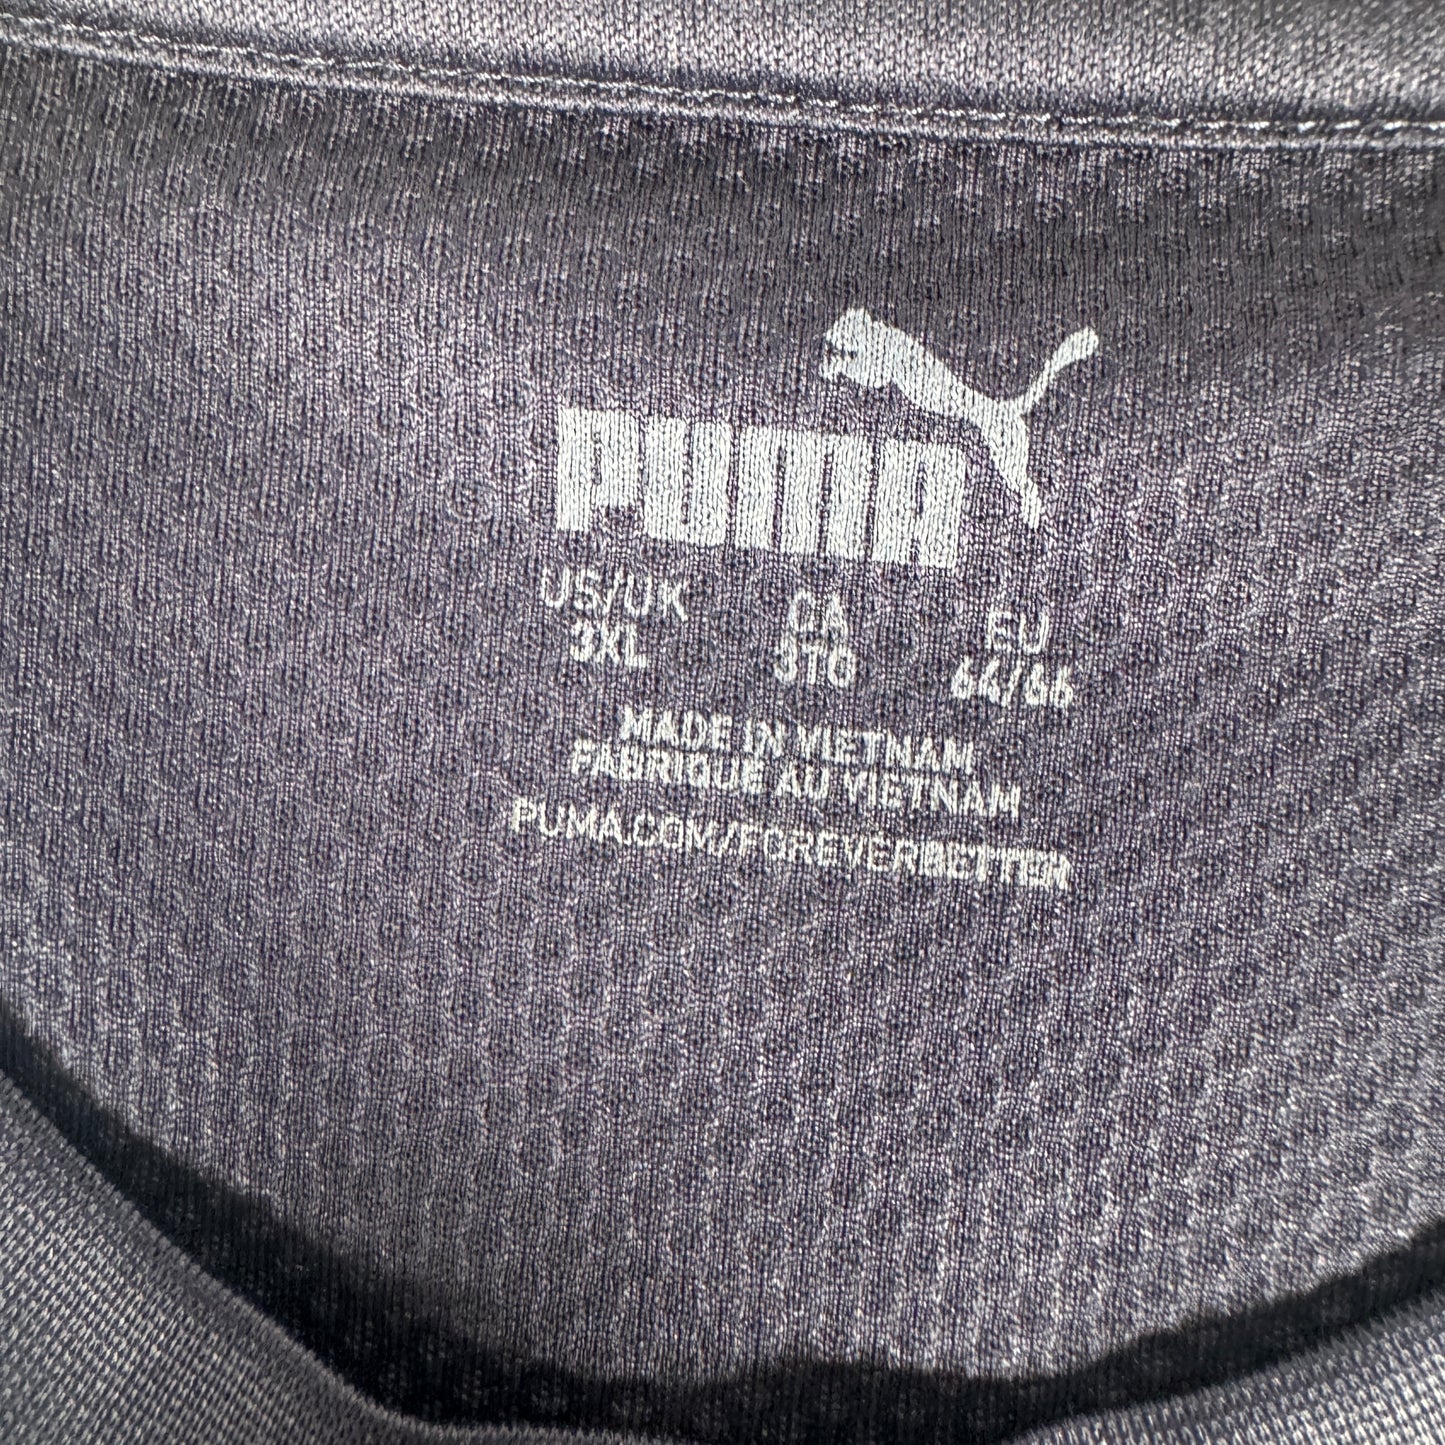 PUMA
US/UK CA EU
3XL 3TG 64/66
MADE IN VIETNAM
FABRIQUÉ AU VIETNAM
PUMA.COM/FOREVERBETTER